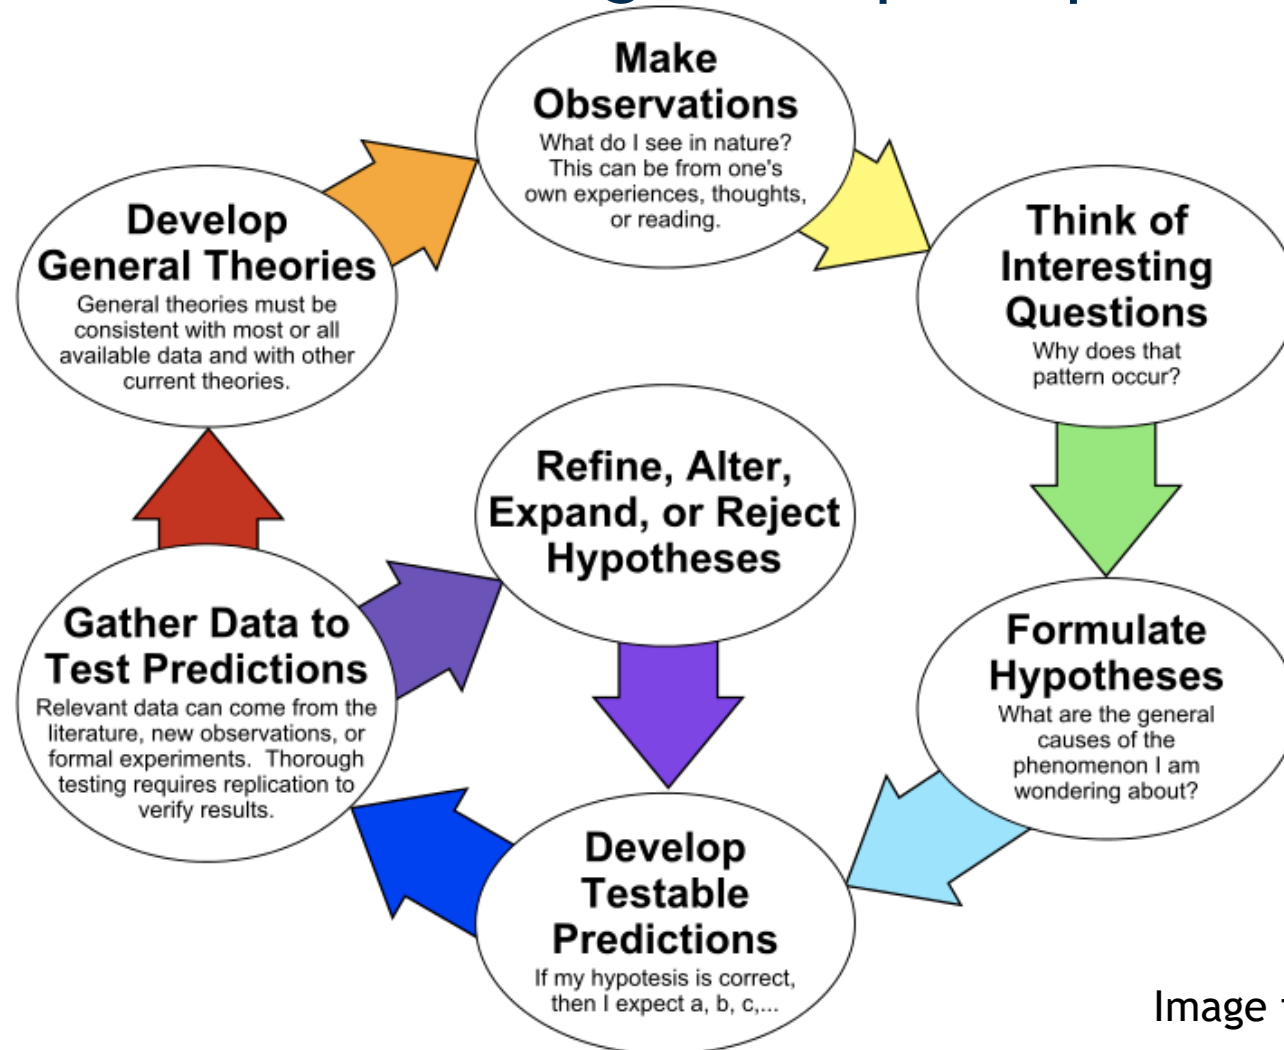 Make
Observations
What do I see in nature?
This can be from one's
own experiences, thoughts,
or reading.
Think of
Interesting
Questions
Why does that
pattern occur?
Formulate
Hypotheses
What are the general
causes of the
phenomenon I am
wondering about?
Develop
Testable
Predictions
If my hypotesis is correct,
then I expect a, b, c,...
Gather Data to
Test Predictions
Relevant data can come from the
literature, new observations, or
formal experiments.  Thorough
testing requires replication to
verify results.
Refine, Alter,
Expand, or Reject
Hypotheses
Develop
General Theories
General theories must be
consistent with most or all
available data and with other
current theories.
Image